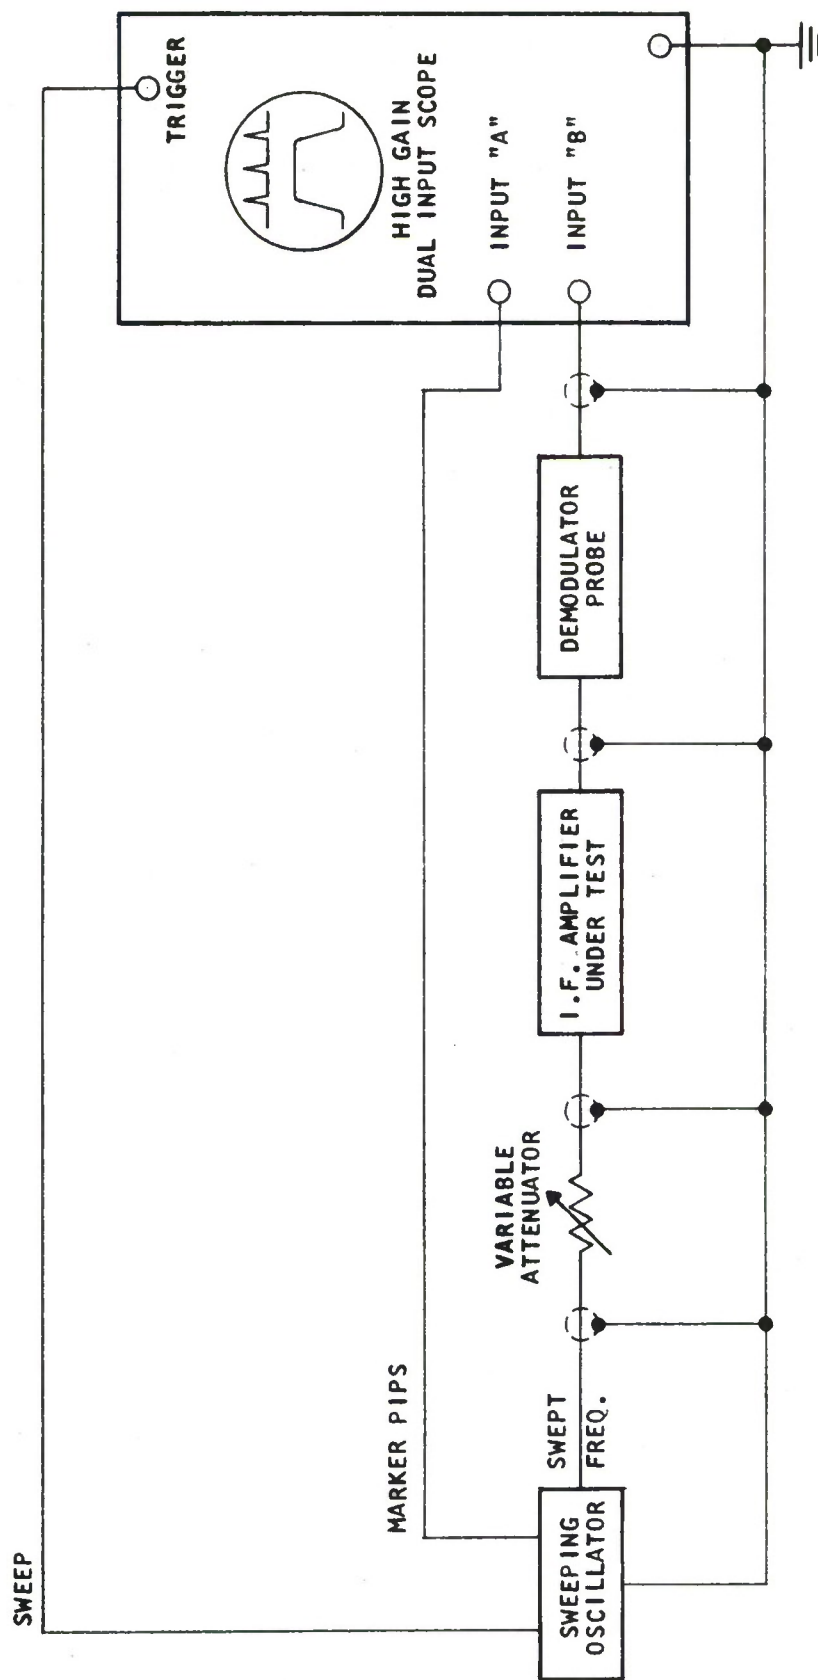 SWEEP
MARKER PIPS
SWEEPING
OSCILLATOR
SWEPT
FREQ.
VARIABLE
ATTENUATOR
I.F. AMPLIFIER
UNDER TEST
DEMODULATOR
PROBE
TRIGGER
HIGH GAIN
DUAL INPUT SCOPE
INPUT "A"
INPUT "B"